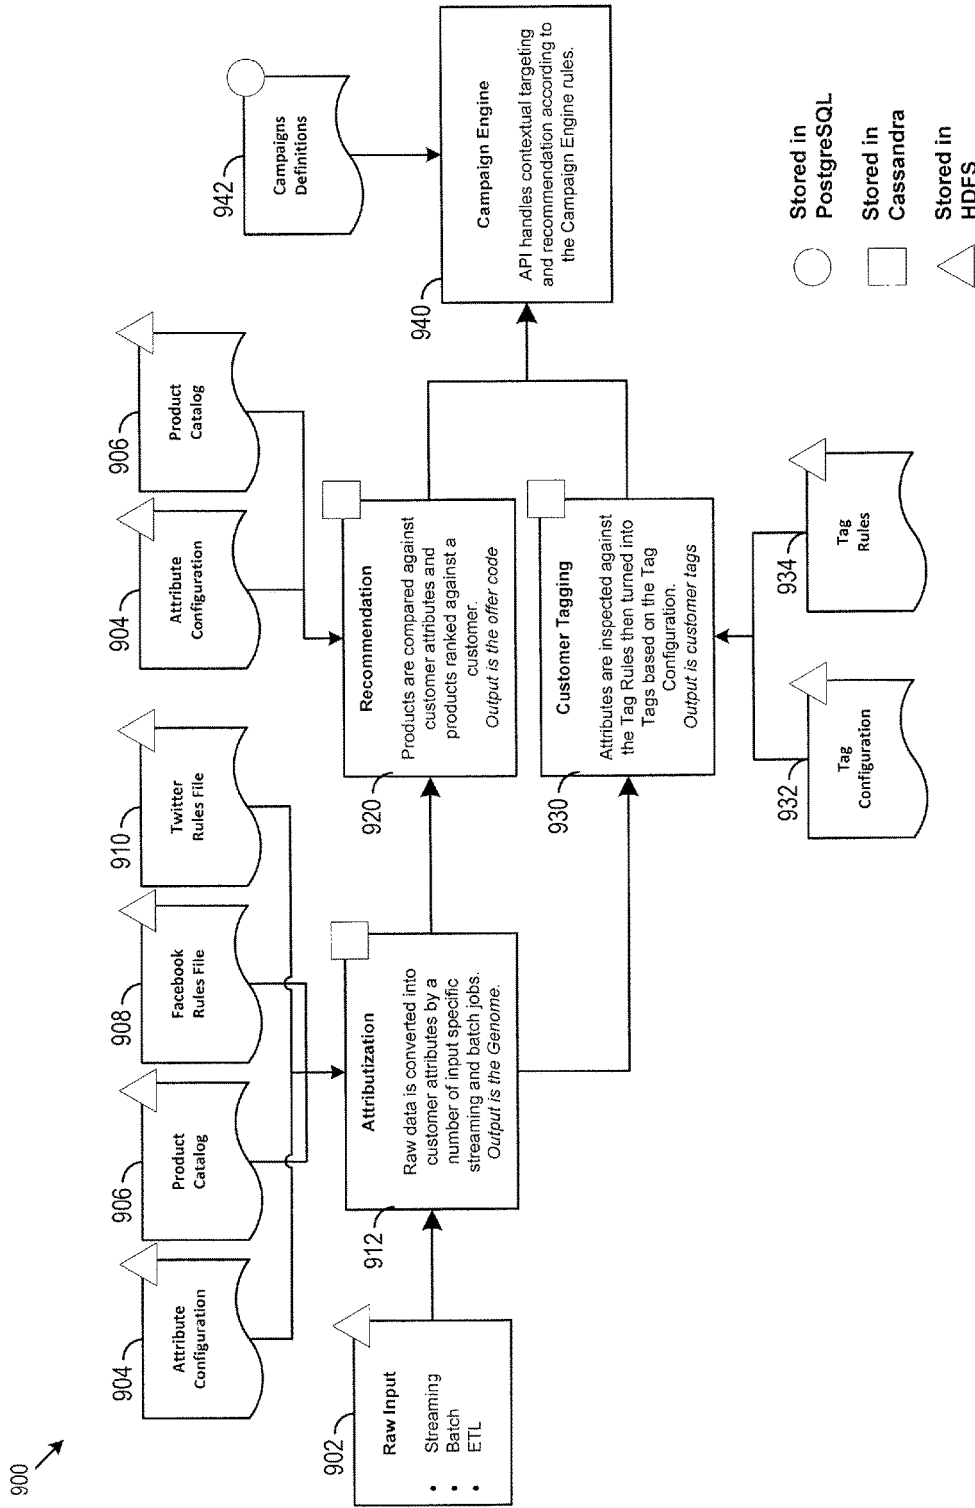 900
904
Attribute
Configuration
906
Product
Catalog
908
Facebook
Rules File
910
Twitter
Rules File
904
Attribute
Configuration
906
Product
Catalog
942
Campaigns
Definitions
902
Raw Input
• Streaming
• Batch
• ETL
912
Attributization
Raw data is converted into
customer attributes by a
number of input specific
streaming and batch jobs.
Output is the Genome.
920
Recommendation
Products are compared against
customer attributes and
products ranked against a
customer.
Output is the offer code
930
Customer Tagging
Attributes are inspected against
the Tag Rules then turned into
Tags based on the Tag
Configuration.
Output is customer tags
940
Campaign Engine
API handles contextual targeting
and recommendation according to
the Campaign Engine rules.
932
Tag
Configuration
934
Tag
Rules
Stored in
PostgreSQL
Stored in
Cassandra
Stored in
HDFS